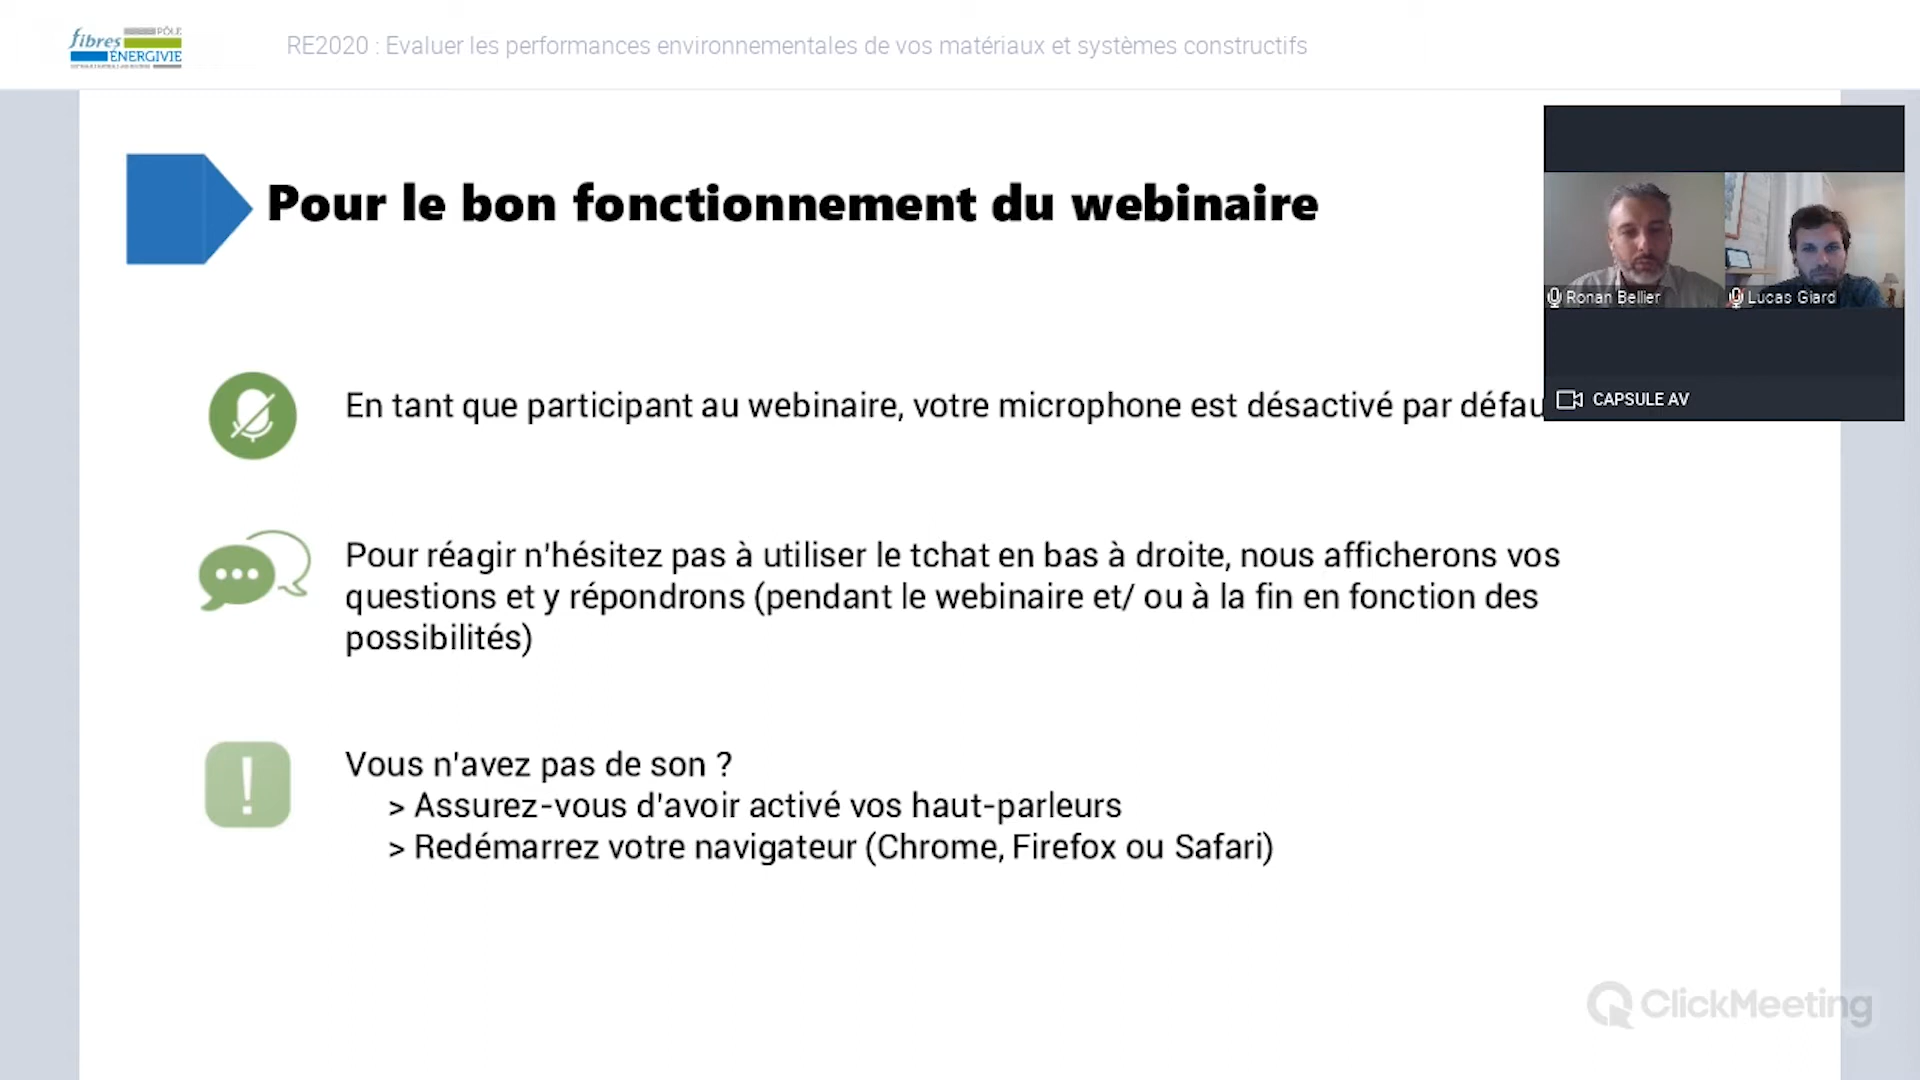 fibres
PÔLE
ÉNERGIVIE
RE2020 : Evaluer les performances environnementales de vos matériaux et systèmes constructifs
Pour le bon fonctionnement du webinaire
Ronan Bellier
Lucas Giard
CAPSULE AV
En tant que participant au webinaire, votre microphone est désactivé par défau
Pour réagir n'hésitez pas à utiliser le tchat en bas à droite, nous afficherons vos
questions et y répondrons (pendant le webinaire et/ ou à la fin en fonction des
possibilités)
Vous n'avez pas de son ?
> Assurez-vous d'avoir activé vos haut-parleurs
> Redémarrez votre navigateur (Chrome, Firefox ou Safari)
ClickMeeting